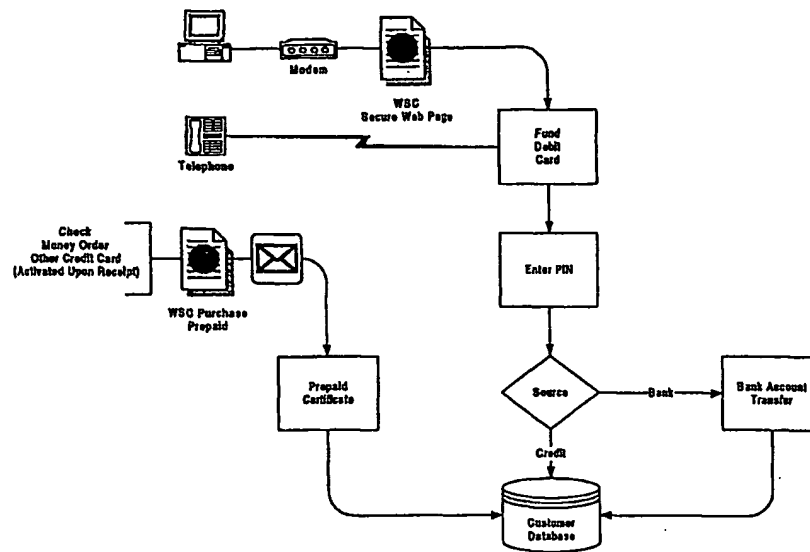 Modem
WSC
Secure Web Page
Fund
Debit
Card
Telephone
Check
Money Order
Other Credit Card
(Activated Upon Receipt)
WSC Purchase
Prepaid
Enter PIN
Prepaid
Certificate
Source
Bank
Bank Account
Transfer
Credit
Customer
Database